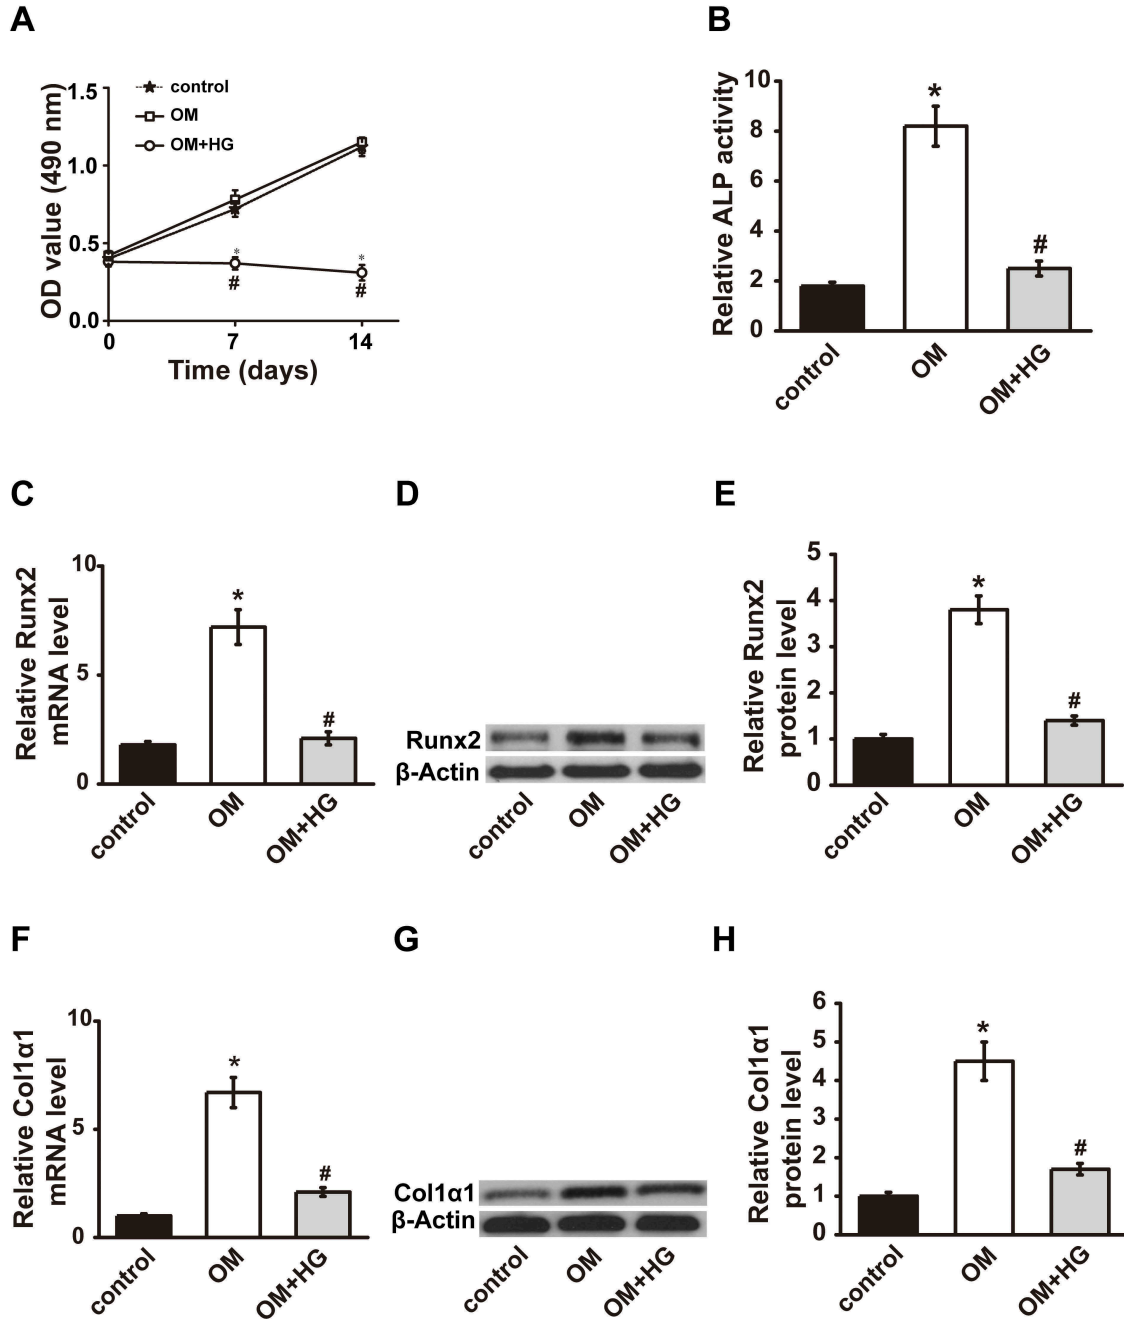 A
OD value (490 nm)
1.5
1.0
0.5
0.0
control
OM
OM+HG
*
#
*
#
0 7 14
Time (days)
B
Relative ALP activity
10
8
6
4
2
0
*
#
control OM OM+HG
C
Relative Runx2
mRNA level
10
5
0
*
#
control OM OM+HG
D
Runx2
β-Actin
control OM OM+HG
E
Relative Runx2
protein level
5
4
3
2
1
0
*
#
control OM OM+HG
F
Relative Col1α1
mRNA level
10
5
0
*
#
control OM OM+HG
G
Col1α1
β-Actin
control OM OM+HG
H
Relative Col1α1
protein level
6
5
4
3
2
1
0
*
#
control OM OM+HG